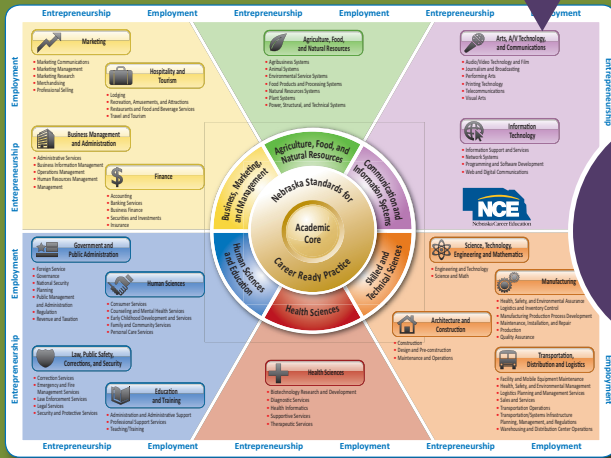 Entrepreneurship Employment Entrepreneurship Employment Entrepreneurship Employment
Employment
Entrepreneurship
Employment
Entrepreneurship
Marketing
• Marketing Communications
• Marketing Management
• Marketing Research
• Merchandising
• Professional Selling
Hospitality and
Tourism
• Lodging
• Recreation, Amusements, and Attractions
• Restaurants and Food and Beverage Services
• Travel and Tourism
Business Management
and Administration
• Administrative Services
• Business Information Management
• Operations Management
• Human Resources Management
• Management
Finance
• Accounting
• Banking Services
• Business Finance
• Securities and Investments
• Insurance
Agriculture, Food,
and Natural Resources
• Agribusiness Systems
• Animal Systems
• Environmental Service Systems
• Food Products and Processing Systems
• Natural Resources Systems
• Plant Systems
• Power, Structural, and Technical Systems
Arts, A/V Technology,
and Communications
• Audio/Video Technology and Film
• Journalism and Broadcasting
• Performing Arts
• Printing Technology
• Telecommunications
• Visual Arts
Information
Technology
• Information Support and Services
• Network Systems
• Programming and Software Development
• Web and Digital Communications
NCE
Nebraska Career Education
Agriculture, Food, and
Natural Resources
Communication and
Information Systems
Skilled and
Technical Sciences
Health Sciences
Human Sciences
and Education
Business, Marketing,
and Management
Nebraska Standards for
Career Ready Practice
Academic
Core
Government and
Public Administration
• Foreign Service
• Governance
• National Security
• Planning
• Public Management
and Administration
• Regulation
• Revenue and Taxation
Human Sciences
• Consumer Services
• Counseling and Mental Health Services
• Early Childhood Development and Services
• Family and Community Services
• Personal Care Services
Law, Public Safety,
Corrections, and Security
• Correction Services
• Emergency and Fire
Management Services
• Law Enforcement Services
• Legal Services
• Security and Protective Services
Education
and Training
• Administration and Administrative Support
• Professional Support Services
• Teaching/Training
Health Sciences
• Biotechnology Research and Development
• Diagnostic Services
• Health Informatics
• Supportive Services
• Therapeutic Services
Science, Technology,
Engineering and Mathematics
• Engineering and Technology
• Science and Math
Manufacturing
• Health, Safety, and Environmental Assurance
• Logistics and Inventory Control
• Manufacturing Production Process Development
• Maintenance, Installation, and Repair
• Production
• Quality Assurance
Architecture and
Construction
• Construction
• Design and Pre-construction
• Maintenance and Operations
Transportation,
Distribution and Logistics
• Facility and Mobile Equipment Maintenance
• Health, Safety, and Environmental Management
• Logistics Planning and Management Services
• Sales and Services
• Transportation Operations
• Transportation/Systems Infrastructure
Planning, Management, and Regulations
• Warehousing and Distribution Center Operations
Entrepreneurship
Employment
Entrepreneurship Employment Entrepreneurship Employment Entrepreneurship Employment